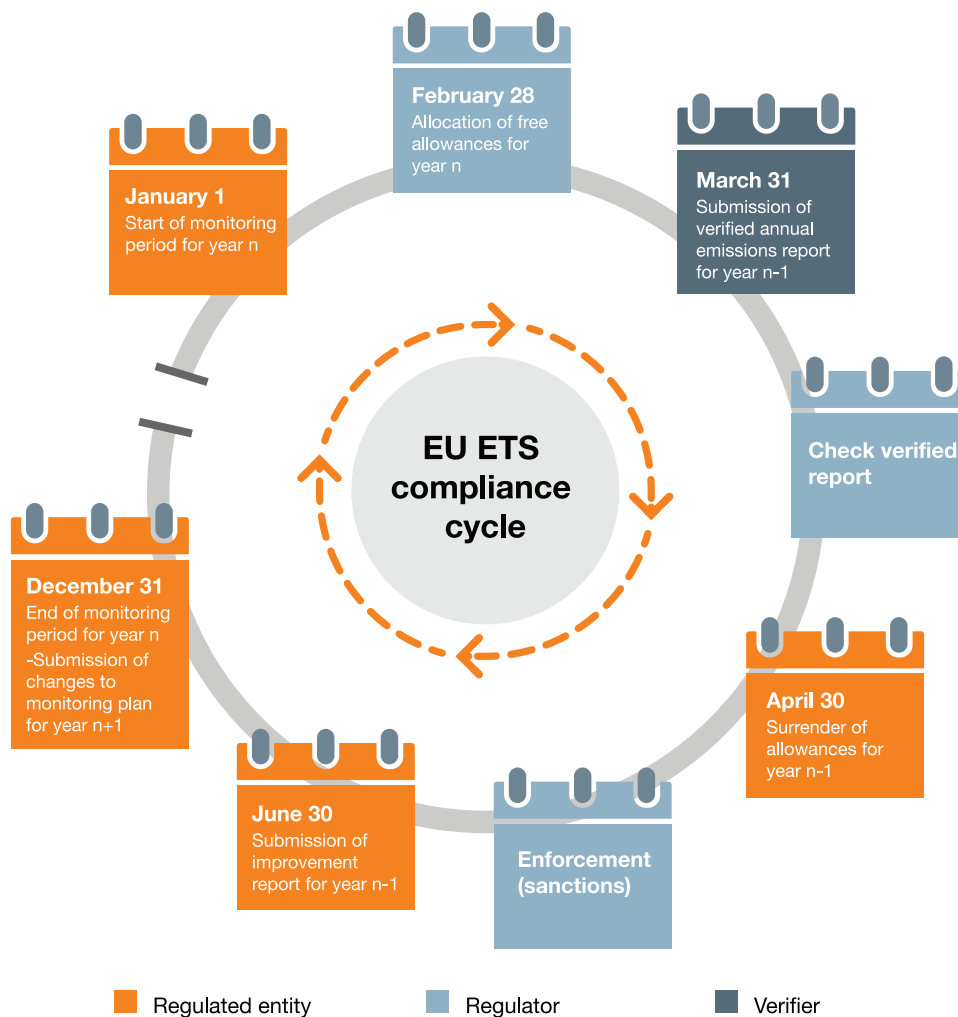 February 28
Allocation of free
allowances for
year n
January 1
Start of monitoring
period for year n
March 31
Submission of
verified annual
emissions report
for year n-1
Check verified
report
EU ETS
compliance
cycle
December 31
End of monitoring
period for year n
-Submission of
changes to
monitoring plan
for year n+1
April 30
Surrender of
allowances for
year n-1
June 30
Submission of
improvement
report for year n-1
Enforcement
(sanctions)
Regulated entity
Regulator
Verifier